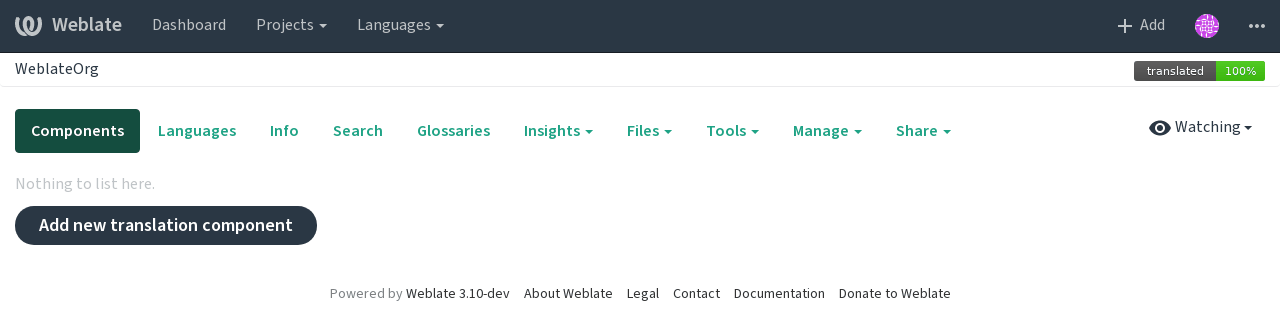 Weblate Dashboard Projects Languages Add
WeblateOrg translated 100%
Components Languages Info Search Glossaries Insights Files Tools Manage Share Watching
Nothing to list here.
Add new translation component
Powered by Weblate 3.10-dev About Weblate Legal Contact Documentation Donate to Weblate